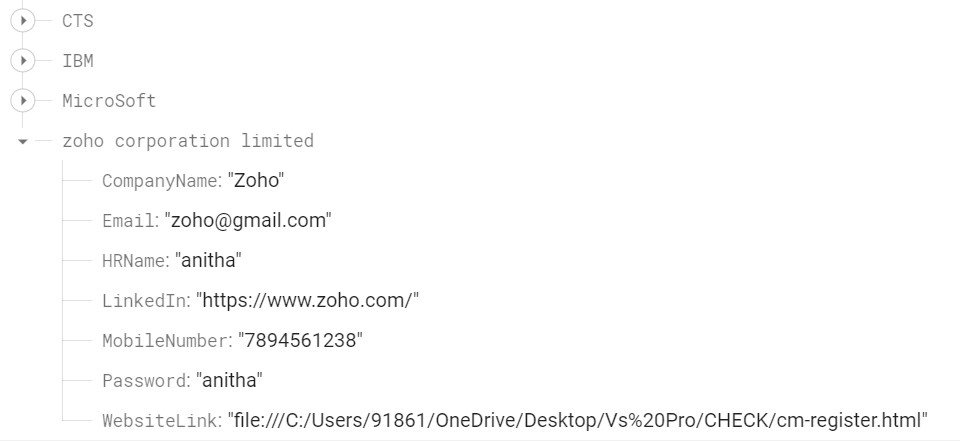 CTS
IBM
MicroSoft
zoho corporation limited
CompanyName: "Zoho"
Email: "zoho@gmail.com"
HRName: "anitha"
LinkedIn: "https://www.zoho.com/"
MobileNumber: "7894561238"
Password: "anitha"
WebsiteLink: "file:///C:/Users/91861/OneDrive/Desktop/Vs%20Pro/CHECK/cm-register.html"